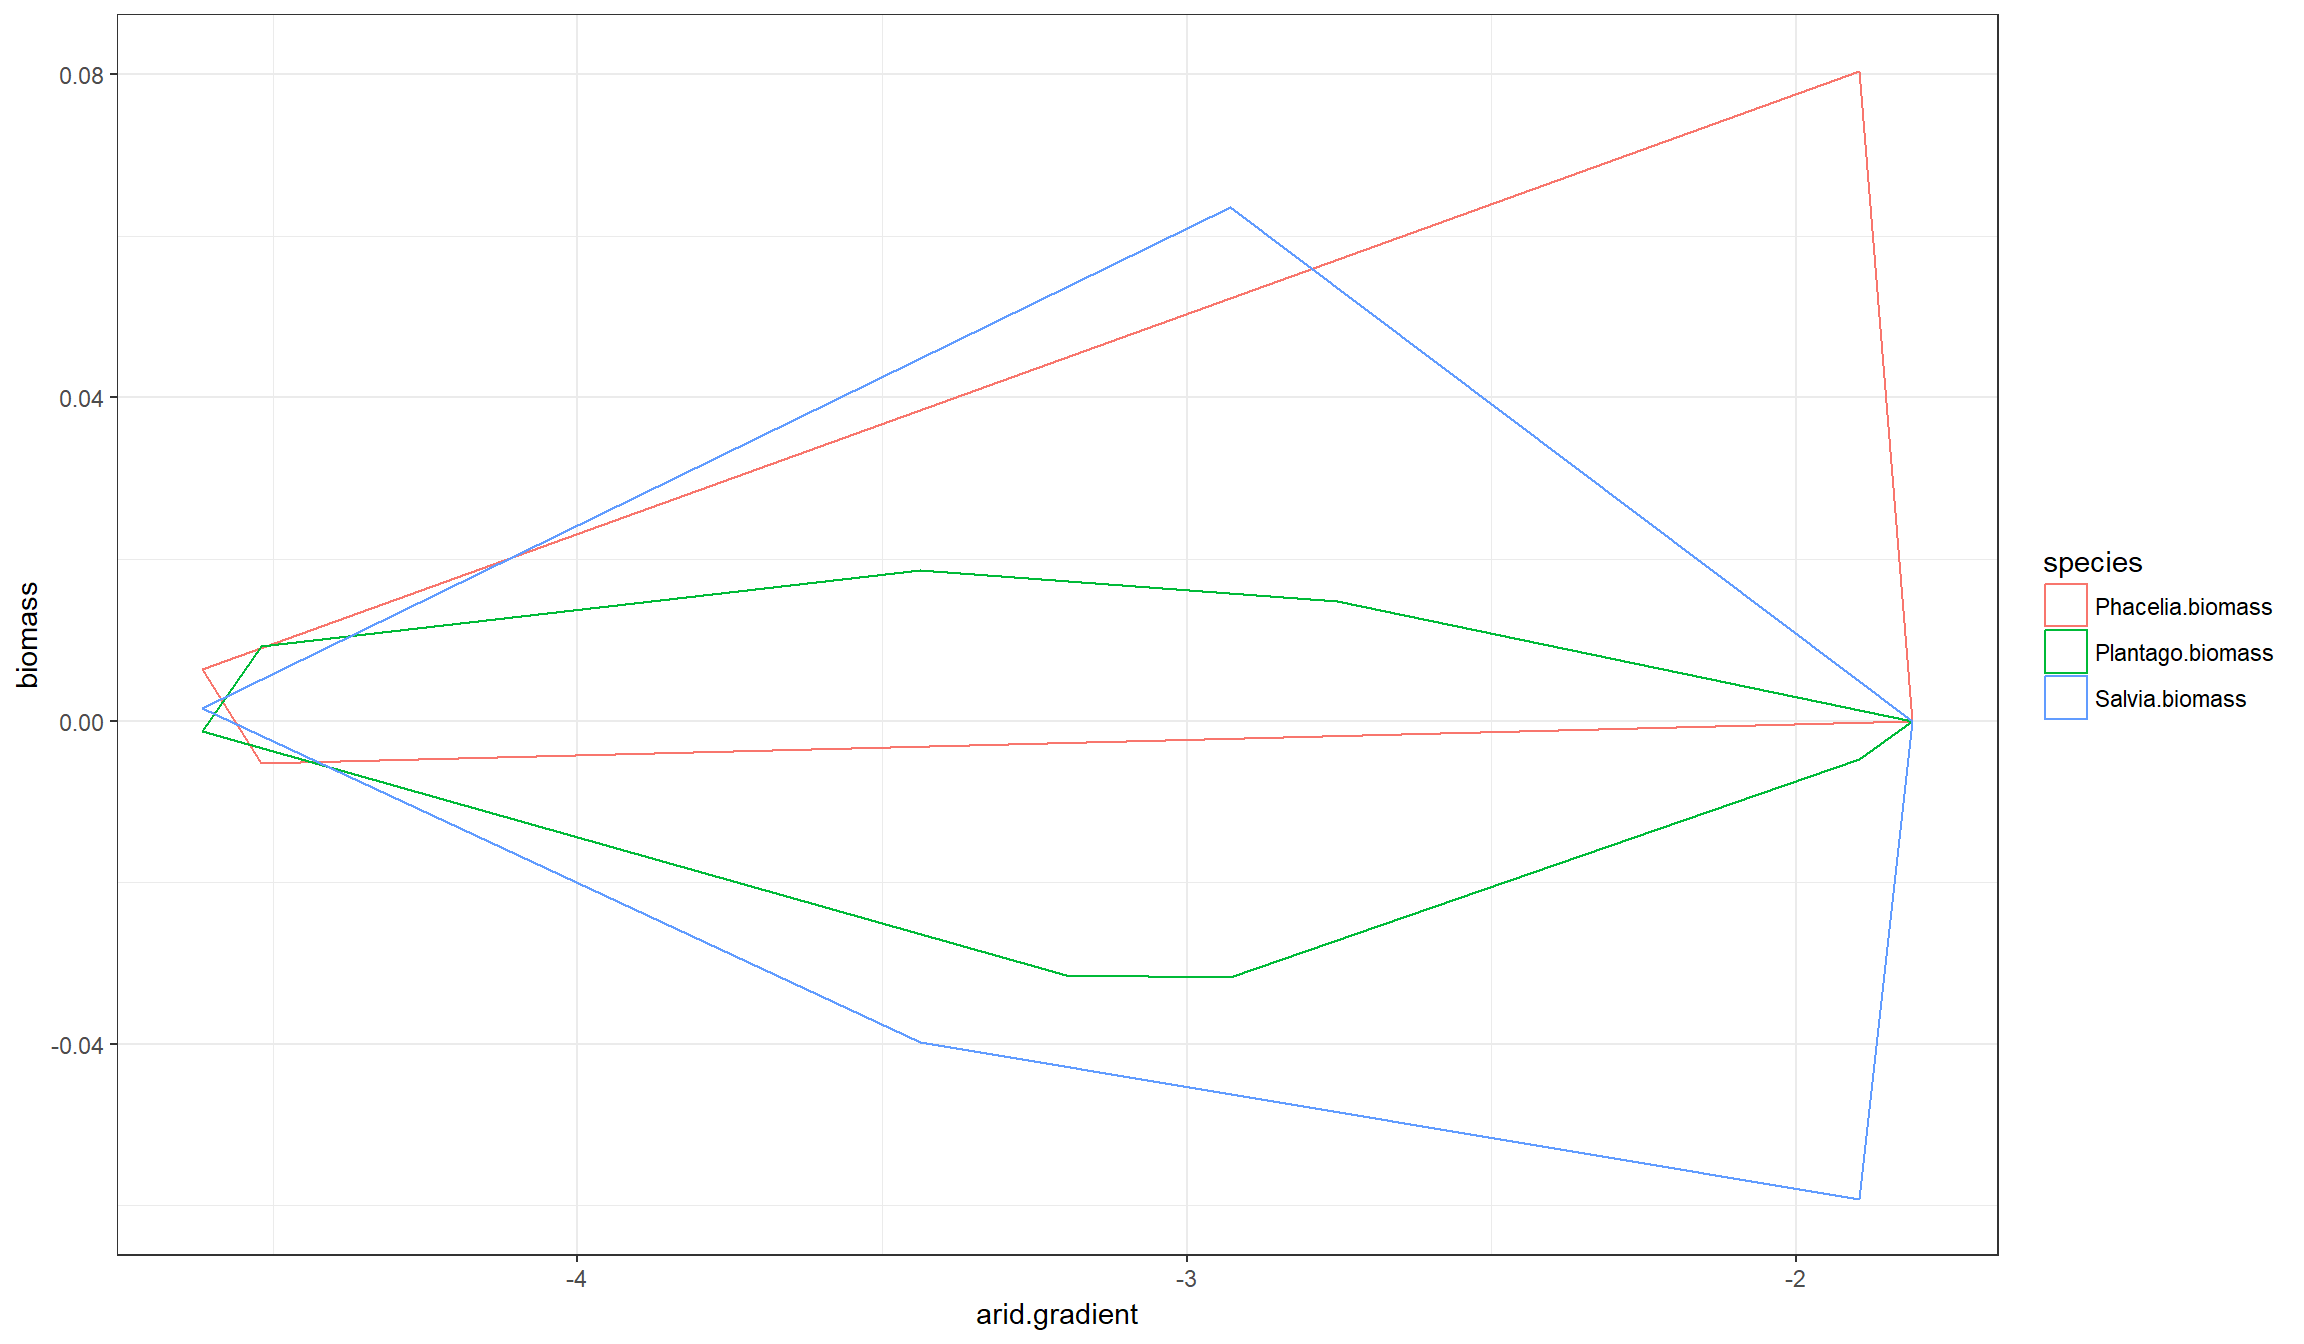 0.08
0.04
0.00
-0.04
biomass
-4
-3
-2
arid.gradient
species
Phacelia.biomass
Plantago.biomass
Salvia.biomass